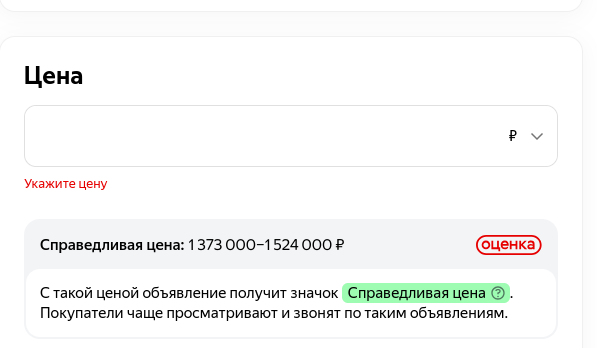 Цена
₽
Укажите цену
Справедливая цена: 1 373 000–1 524 000 ₽ оценка
С такой ценой объявление получит значок Справедливая цена ? .
Покупатели чаще просматривают и звонят по таким объявлениям.